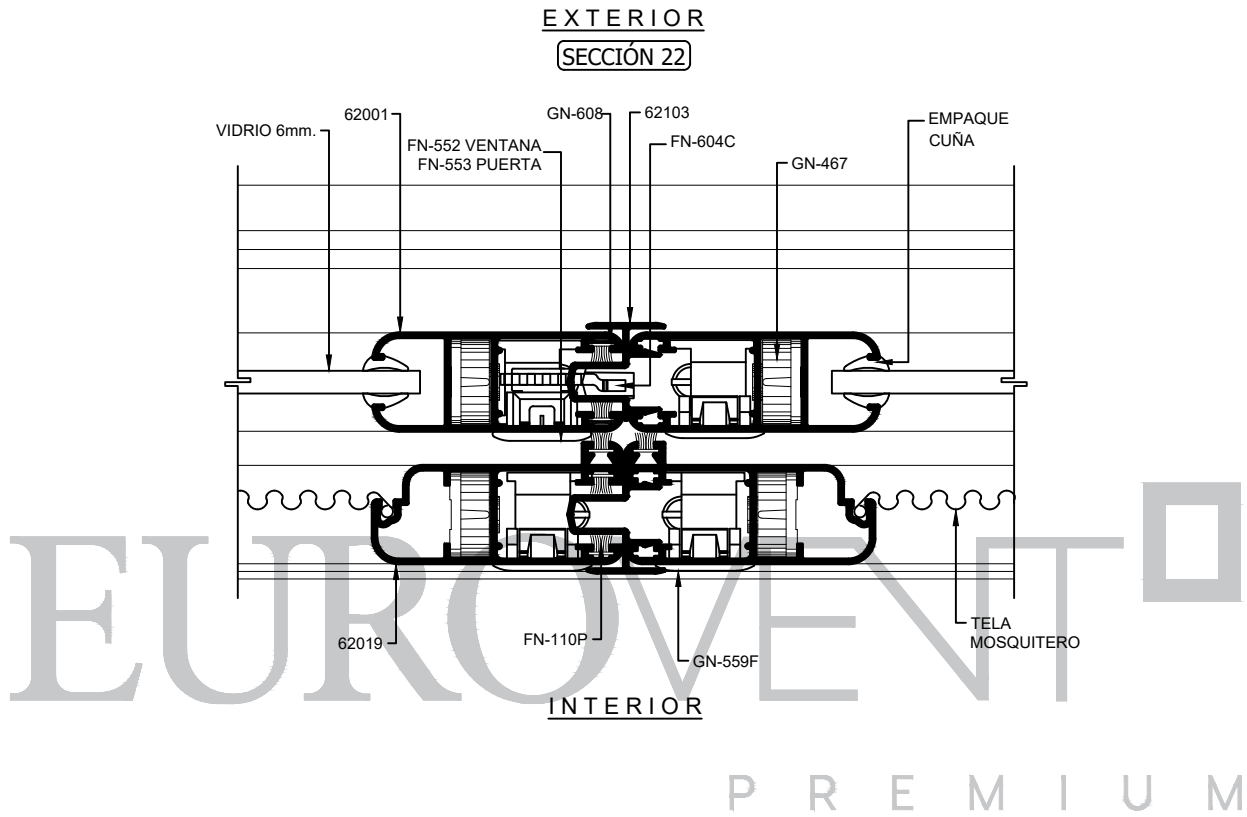 EXTERIOR
SECCIÓN 22
62001
GN-608
62103
EMPAQUE
CUÑA
VIDRIO 6mm.
FN-552 VENTANA
FN-553 PUERTA
FN-604C
GN-467
62019
FN-110P
GN-559F
TELA
MOSQUITERO
INTERIOR
EUROVENT
PREMIUM